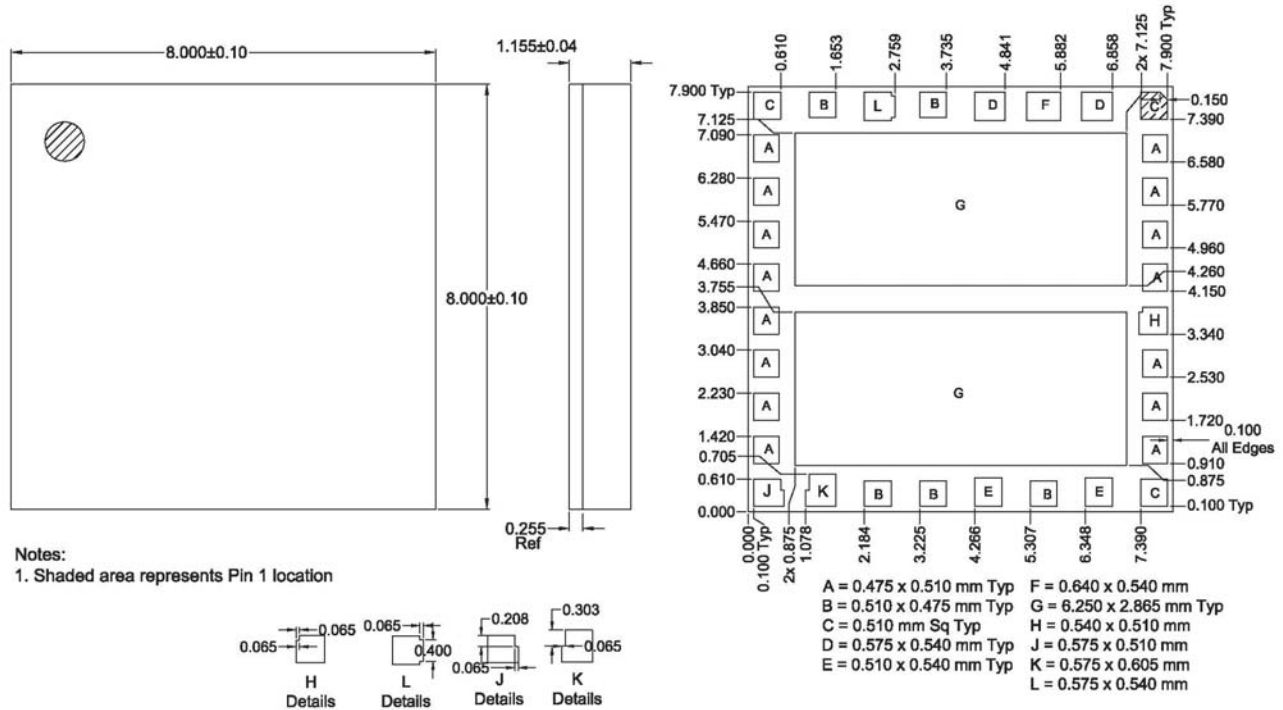 8.000±0.10
1.155±0.04
8.000±0.10
0.255
Ref
Notes:
1. Shaded area represents Pin 1 location
0.610
1.653
2.759
3.735
4.841
5.882
6.858
2x 7.125
7.900 Typ
7.900 Typ
C B L B D F D C
0.150
7.390
7.125
7.090
A A
6.580
6.280
A A
5.770
G
5.470
A A
4.960
4.660
A A
4.260
4.150
3.755
3.850
A H
3.340
3.040
A A
2.530
2.230
G
A A
1.720
0.100
All Edges
1.420
A A
0.910
0.705
0.875
0.610
J K B B E B E C
0.100 Typ
0.000
0.000
0.100 Typ
2x 0.875
1.078
2.184
3.225
4.266
5.307
6.348
7.390
A = 0.475 x 0.510 mm Typ F = 0.640 x 0.540 mm
B = 0.510 x 0.475 mm Typ G = 6.250 x 2.865 mm Typ
C = 0.510 mm Sq Typ H = 0.540 x 0.510 mm
D = 0.575 x 0.540 mm Typ J = 0.575 x 0.510 mm
E = 0.510 x 0.540 mm Typ K = 0.575 x 0.605 mm
L = 0.575 x 0.540 mm
0.065
0.065
H
Details
0.065
0.400
L
Details
0.208
0.065
J
Details
0.303
0.065
K
Details